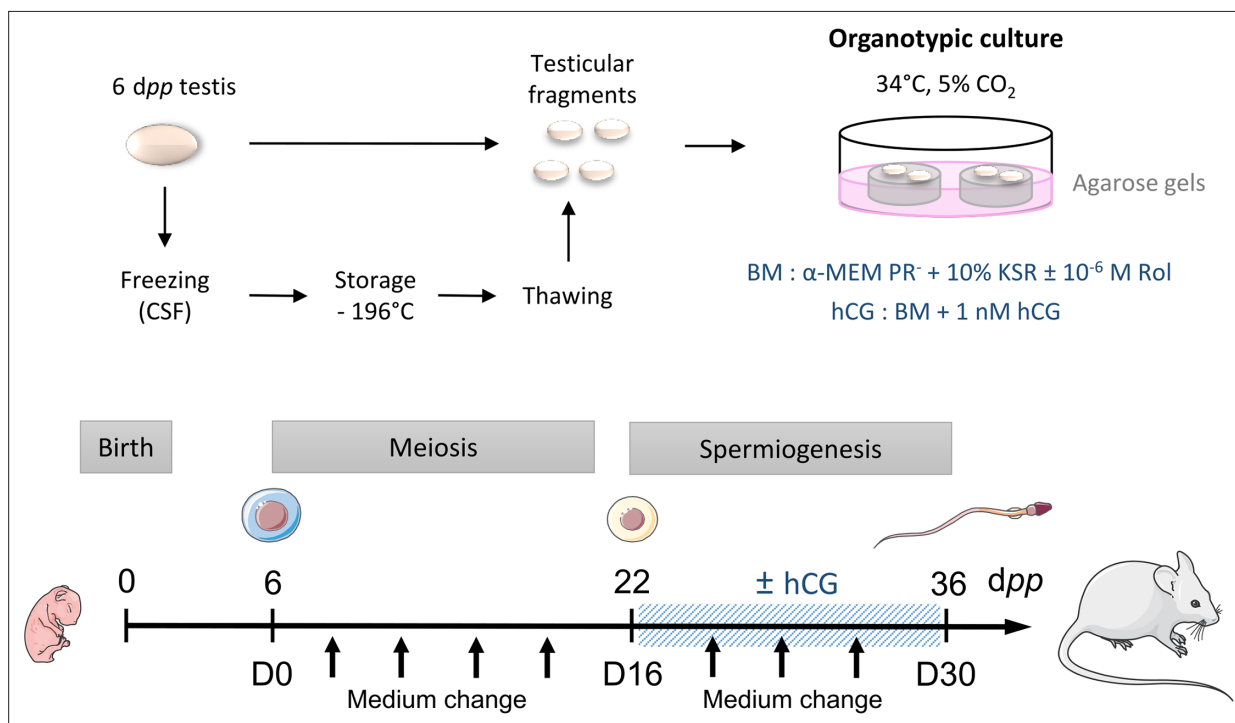 Organotypic culture
34°C, 5% CO₂
6 dpp testis
Testicular
fragments
Agarose gels
Freezing
(CSF)
Storage
- 196°C
Thawing
BM : α-MEM PR⁻ + 10% KSR ± 10⁻⁶ M Rol
hCG : BM + 1 nM hCG
Birth
Meiosis
Spermiogenesis
0
6
22
± hCG
36
dpp
D0
Medium change
D16
Medium change
D30